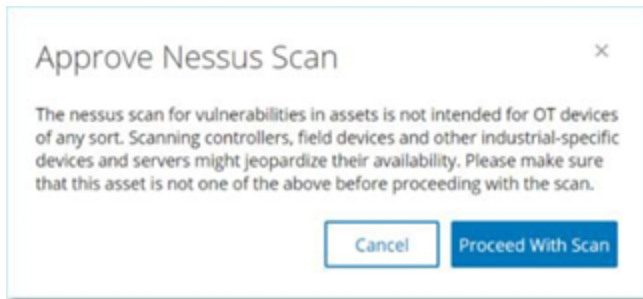 Approve Nessus Scan
×
The nessus scan for vulnerabilities in assets is not intended for OT devices
of any sort. Scanning controllers, field devices and other industrial-specific
devices and servers might jeopardize their availability. Please make sure
that this asset is not one of the above before proceeding with the scan.
Cancel
Proceed With Scan